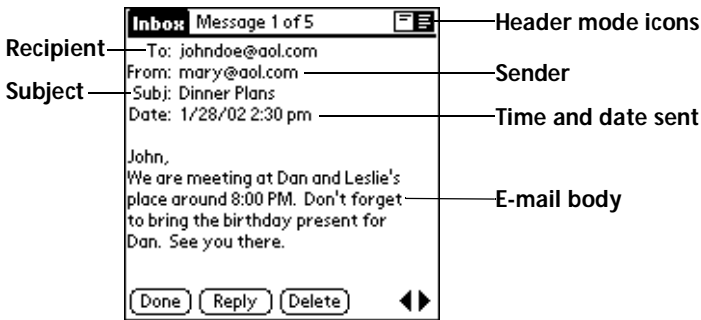 Inbox Message 1 of 5
Header mode icons
Recipient
To: johndoe@aol.com
From: mary@aol.com
Sender
Subject
Subj: Dinner Plans
Date: 1/28/02 2:30 pm
Time and date sent
John,
We are meeting at Dan and Leslie's
place around 8:00 PM. Don't forget
E-mail body
to bring the birthday present for
Dan. See you there.
Done Reply Delete